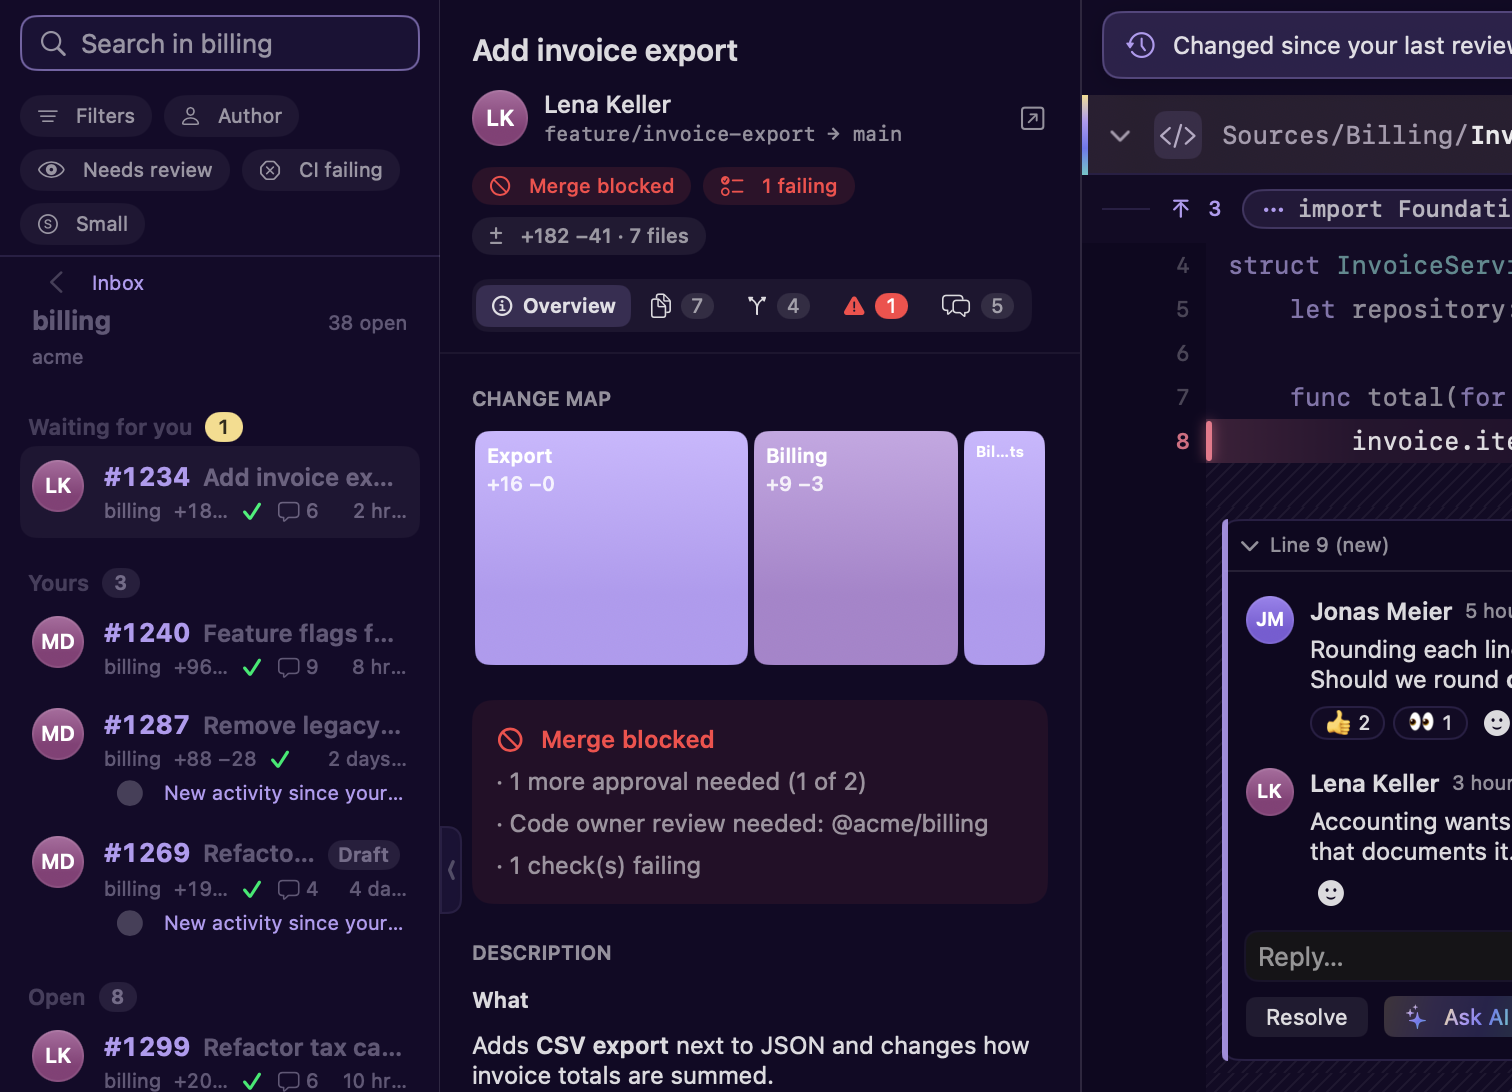 Search in billing
Filters
Author
Needs review
CI failing
Small
Inbox
billing
38 open
acme
Waiting for you 1
LK
#1234 Add invoice ex...
billing +18... 6 2 hr...
Yours 3
MD
#1240 Feature flags f...
billing +96... 9 8 hr...
MD
#1287 Remove legacy...
billing +88 −28 2 days...
New activity since your...
MD
#1269 Refacto... Draft
billing +19... 4 4 da...
New activity since your...
Open 8
LK
#1299 Refactor tax ca...
billing +20... 6 10 hr...
Add invoice export
LK
Lena Keller
feature/invoice-export → main
Merge blocked
1 failing
± +182 −41 · 7 files
Overview
7
4
1
5
CHANGE MAP
Export
+16 −0
Billing
+9 −3
Bil...ts
Merge blocked
· 1 more approval needed (1 of 2)
· Code owner review needed: @acme/billing
· 1 check(s) failing
DESCRIPTION
What
Adds CSV export next to JSON and changes how
invoice totals are summed.
Changed since your last review
</> Sources/Billing/Inv
3 ··· import Foundati
4 struct InvoiceServi
5 let repository:
6
7 func total(for
8 invoice.ite
Line 9 (new)
JM
Jonas Meier 5 hou
Rounding each lin
Should we round o
👍 2 👀 1
LK
Lena Keller 3 hour
Accounting wants
that documents it.
Reply...
Resolve
Ask AI